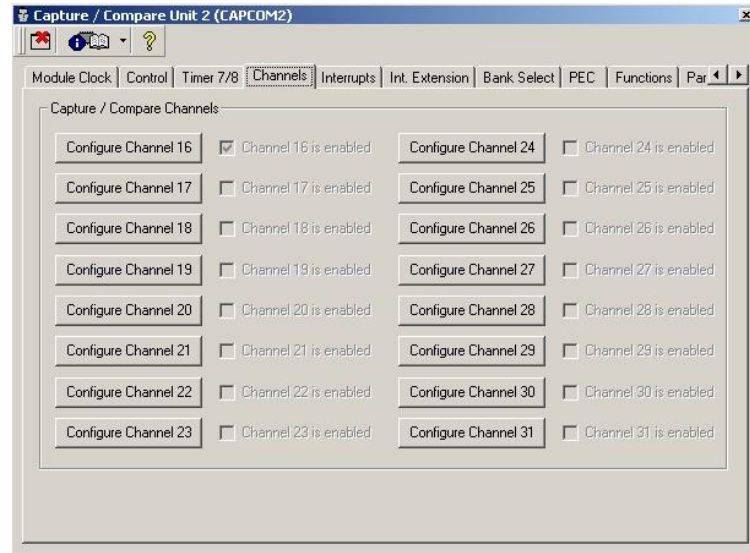 Capture / Compare Unit 2 (CAPCOM2)
Module Clock Control Timer 7/8 Channels Interrupts Int. Extension Bank Select PEC Functions Par
Capture / Compare Channels
Configure Channel 16 Channel 16 is enabled Configure Channel 24 Channel 24 is enabled
Configure Channel 17 Channel 17 is enabled Configure Channel 25 Channel 25 is enabled
Configure Channel 18 Channel 18 is enabled Configure Channel 26 Channel 26 is enabled
Configure Channel 19 Channel 19 is enabled Configure Channel 27 Channel 27 is enabled
Configure Channel 20 Channel 20 is enabled Configure Channel 28 Channel 28 is enabled
Configure Channel 21 Channel 21 is enabled Configure Channel 29 Channel 29 is enabled
Configure Channel 22 Channel 22 is enabled Configure Channel 30 Channel 30 is enabled
Configure Channel 23 Channel 23 is enabled Configure Channel 31 Channel 31 is enabled